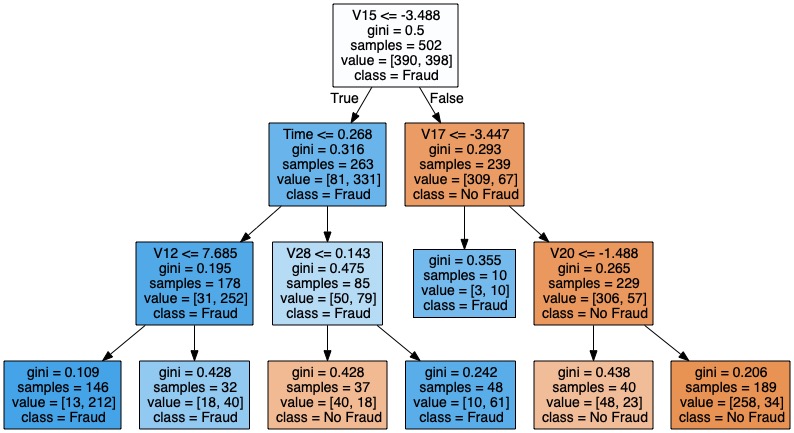 V15 <= -3.488
gini = 0.5
samples = 502
value = [390, 398]
class = Fraud
True
False
Time <= 0.268
gini = 0.316
samples = 263
value = [81, 331]
class = Fraud
V17 <= -3.447
gini = 0.293
samples = 239
value = [309, 67]
class = No Fraud
V12 <= 7.685
gini = 0.195
samples = 178
value = [31, 252]
class = Fraud
V28 <= 0.143
gini = 0.475
samples = 85
value = [50, 79]
class = Fraud
gini = 0.355
samples = 10
value = [3, 10]
class = Fraud
V20 <= -1.488
gini = 0.265
samples = 229
value = [306, 57]
class = No Fraud
gini = 0.109
samples = 146
value = [13, 212]
class = Fraud
gini = 0.428
samples = 32
value = [18, 40]
class = Fraud
gini = 0.428
samples = 37
value = [40, 18]
class = No Fraud
gini = 0.242
samples = 48
value = [10, 61]
class = Fraud
gini = 0.438
samples = 40
value = [48, 23]
class = No Fraud
gini = 0.206
samples = 189
value = [258, 34]
class = No Fraud